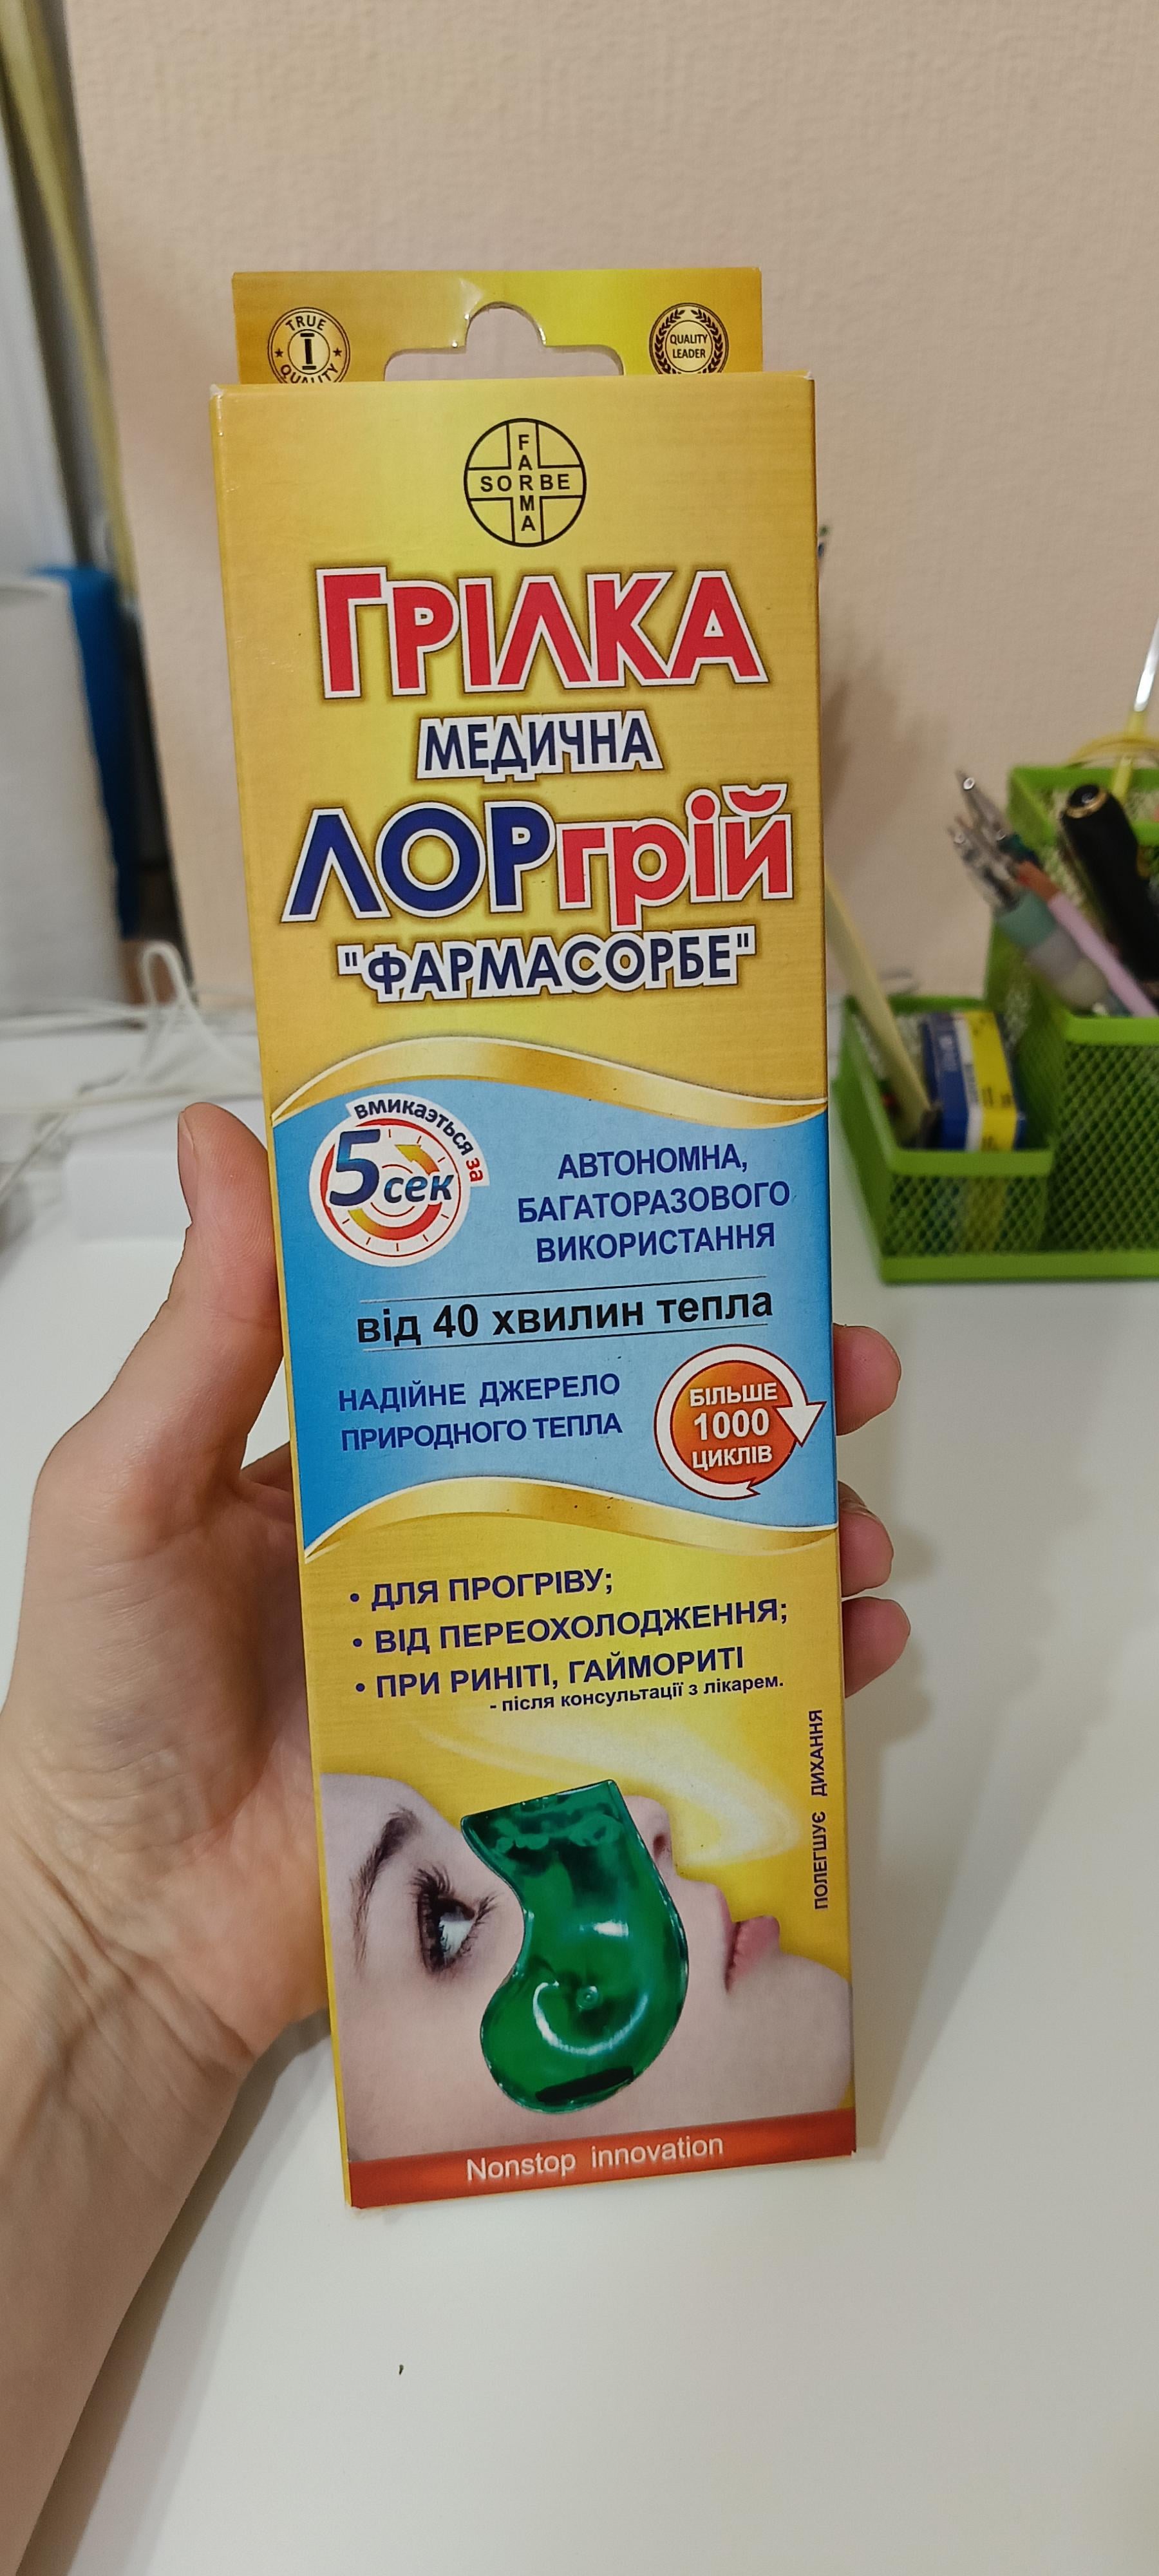 TRUE
I
QUALITY
QUALITY
LEADER
FARMA
SORBE
ГРІЛКА
МЕДИЧНА
ЛОРгрій
"ФАРМАСОРБЕ"
вмикаэться за
5 сек
АВТОНОМНА,
БАГАТОРАЗОВОГО
ВИКОРИСТАННЯ
від 40 хвилин тепла
НАДІЙНЕ ДЖЕРЕЛО
ПРИРОДНОГО ТЕПЛА
БІЛЬШЕ
1000
ЦИКЛІВ
• ДЛЯ ПРОГРІВУ;
• ВІД ПЕРЕОХОЛОДЖЕННЯ;
• ПРИ РИНІТІ, ГАЙМОРИТІ
- після консультації з лікарем.
ПОЛЕГШУЄ ДИХАННЯ
Nonstop innovation